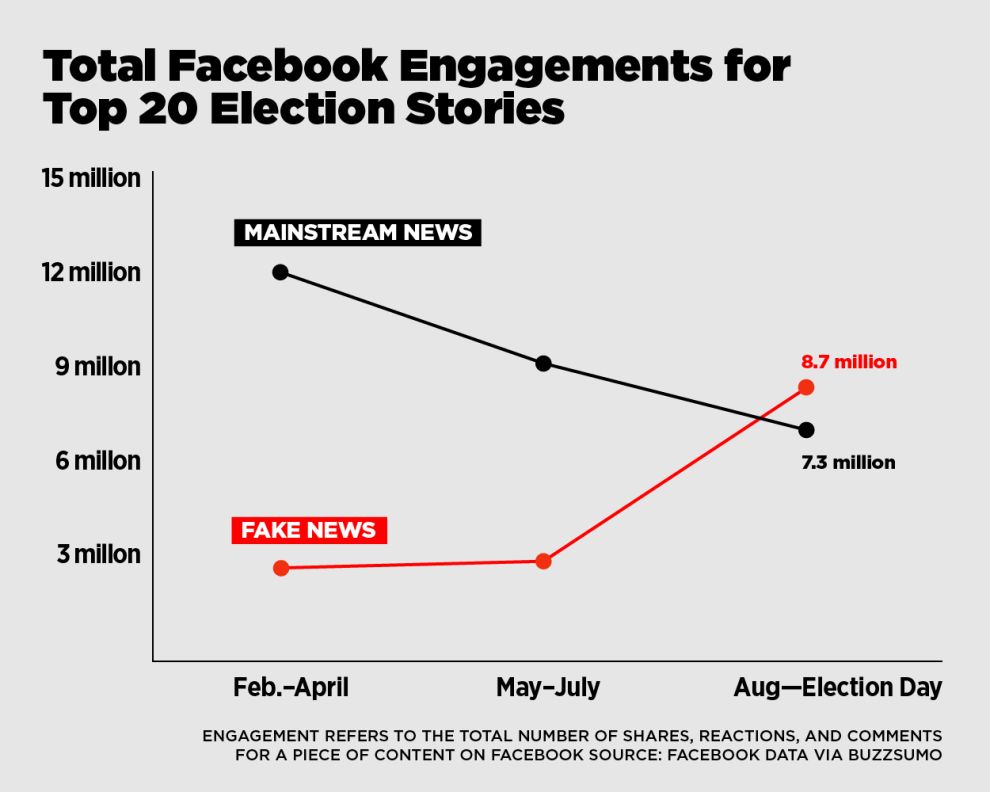 Total Facebook Engagements for
Top 20 Election Stories
15 million
MAINSTREAM NEWS
12 million
9 millon
8.7 million
6 millon
7.3 million
FAKE NEWS
3 millon
Feb.–April
May–July
Aug—Election Day
ENGAGEMENT REFERS TO THE TOTAL NUMBER OF SHARES, REACTIONS, AND COMMENTS
FOR A PIECE OF CONTENT ON FACEBOOK SOURCE: FACEBOOK DATA VIA BUZZSUMO